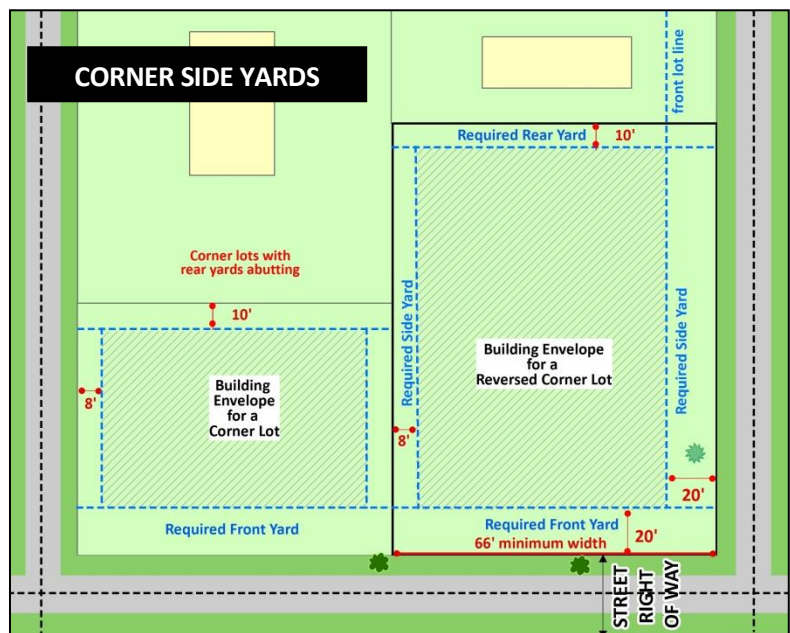 CORNER SIDE YARDS
front lot line
Required Rear Yard
10'
Corner lots with
rear yards abutting
10'
Required Side Yard
Required Side Yard
Building Envelope
for a
Reversed Corner Lot
Building
Envelope
for a
Corner Lot
8'
8'
20'
Required Front Yard
Required Front Yard
20'
66' minimum width
STREET
RIGHT
OF WAY